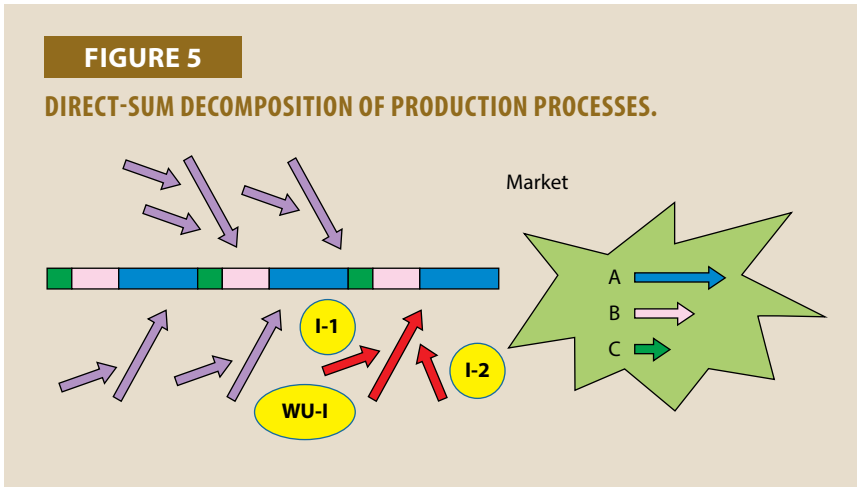 FIGURE 5
DIRECT-SUM DECOMPOSITION OF PRODUCTION PROCESSES.
Market
A
B
C
I-1
I-2
WU-I